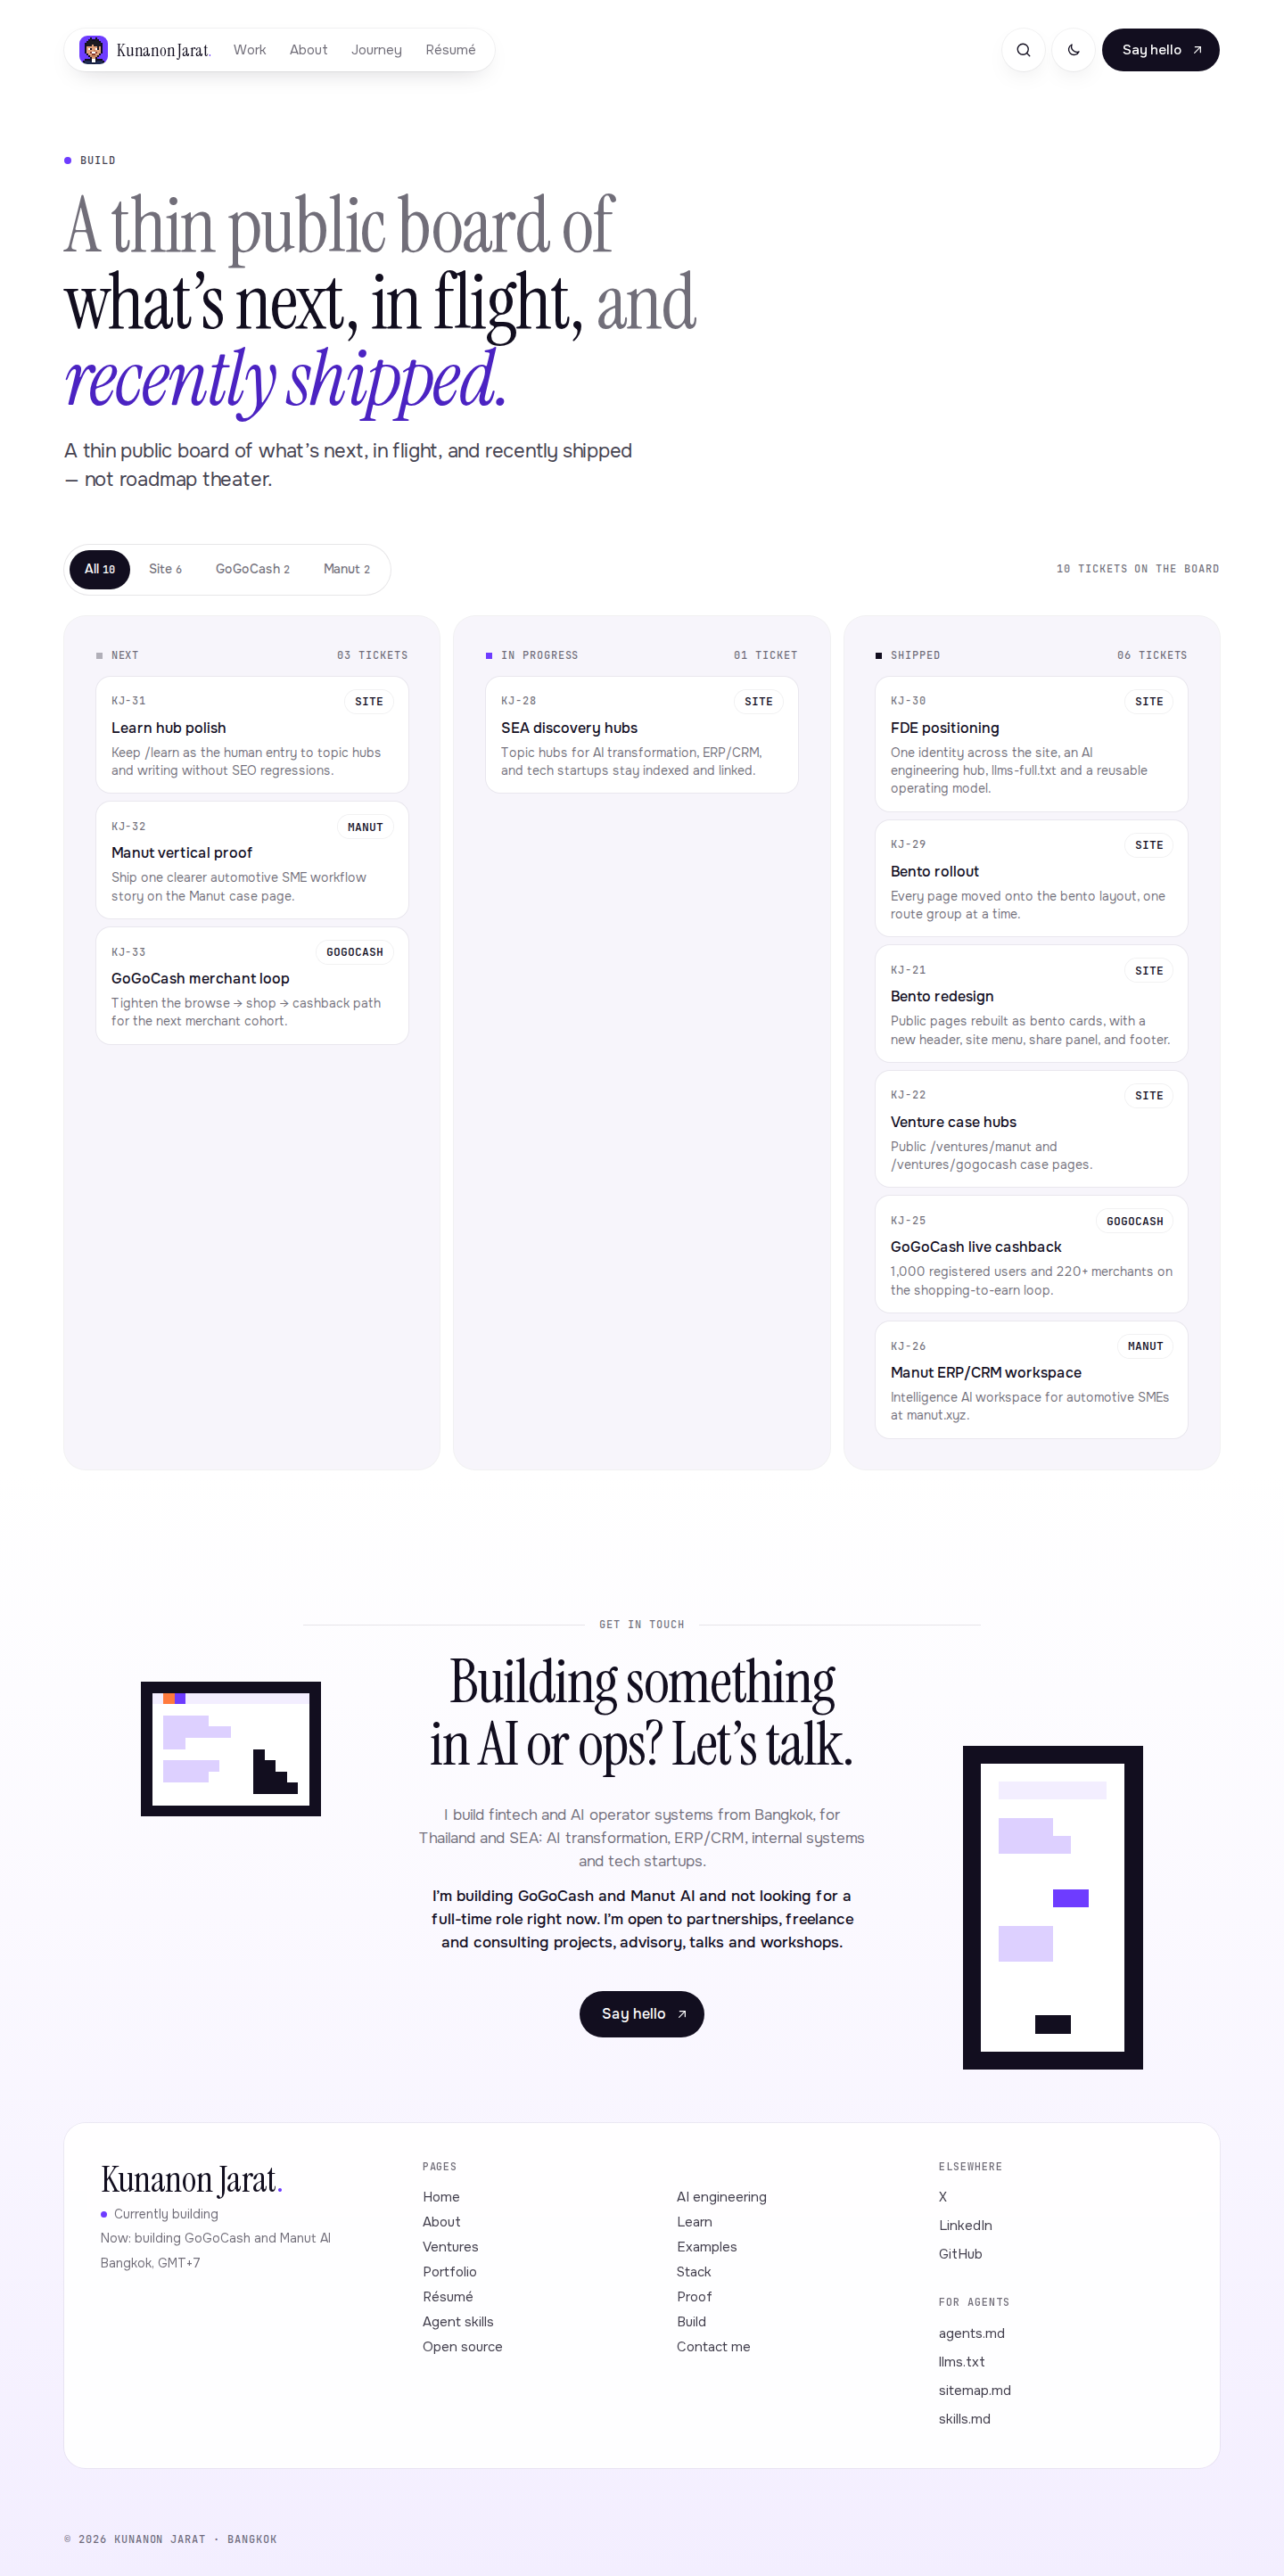 Kunanon Jarat.
Work
About
Journey
Résumé
Say hello
BUILD
A thin public board of
what’s next, in flight, and
recently shipped.
A thin public board of what’s next, in flight, and recently shipped
— not roadmap theater.
All 10
Site 6
GoGoCash 2
Manut 2
10 TICKETS ON THE BOARD
NEXT
03 TICKETS
KJ-31
SITE
Learn hub polish
Keep /learn as the human entry to topic hubs
and writing without SEO regressions.
KJ-32
MANUT
Manut vertical proof
Ship one clearer automotive SME workflow
story on the Manut case page.
KJ-33
GOGOCASH
GoGoCash merchant loop
Tighten the browse → shop → cashback path
for the next merchant cohort.
IN PROGRESS
01 TICKET
KJ-28
SITE
SEA discovery hubs
Topic hubs for AI transformation, ERP/CRM,
and tech startups stay indexed and linked.
SHIPPED
06 TICKETS
KJ-30
SITE
FDE positioning
One identity across the site, an AI
engineering hub, llms-full.txt and a reusable
operating model.
KJ-29
SITE
Bento rollout
Every page moved onto the bento layout, one
route group at a time.
KJ-21
SITE
Bento redesign
Public pages rebuilt as bento cards, with a
new header, site menu, share panel, and footer.
KJ-22
SITE
Venture case hubs
Public /ventures/manut and
/ventures/gogocash case pages.
KJ-25
GOGOCASH
GoGoCash live cashback
1,000 registered users and 220+ merchants on
the shopping-to-earn loop.
KJ-26
MANUT
Manut ERP/CRM workspace
Intelligence AI workspace for automotive SMEs
at manut.xyz.
GET IN TOUCH
Building something
in AI or ops? Let’s talk.
I build fintech and AI operator systems from Bangkok, for
Thailand and SEA: AI transformation, ERP/CRM, internal systems
and tech startups.
I’m building GoGoCash and Manut AI and not looking for a
full-time role right now. I’m open to partnerships, freelance
and consulting projects, advisory, talks and workshops.
Say hello
Kunanon Jarat.
Currently building
Now: building GoGoCash and Manut AI
Bangkok, GMT+7
PAGES
Home
About
Ventures
Portfolio
Résumé
Agent skills
Open source
AI engineering
Learn
Examples
Stack
Proof
Build
Contact me
ELSEWHERE
X
LinkedIn
GitHub
FOR AGENTS
agents.md
llms.txt
sitemap.md
skills.md
© 2026 KUNANON JARAT · BANGKOK